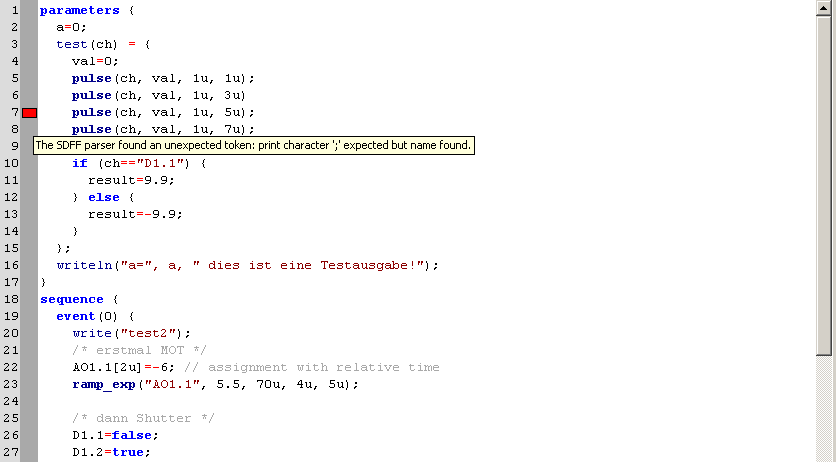 1 parameters {
2 a=0;
3 test(ch) = {
4 val=0;
5 pulse(ch, val, 1u, 1u);
6 pulse(ch, val, 1u, 3u)
7 pulse(ch, val, 1u, 5u);
8 pulse(ch, val, 1u, 7u);
9 The SDFF parser found an unexpected token: print character ';' expected but name found.
10 if (ch=="D1.1") {
11 result=9.9;
12 } else {
13 result=-9.9;
14 }
15 };
16 writeln("a=", a, " dies ist eine Testausgabe!");
17 }
18 sequence {
19 event(0) {
20 write("test2");
21 /* erstmal MOT */
22 AO1.1[2u]=-6; // assignment with relative time
23 ramp_exp("AO1.1", 5.5, 70u, 4u, 5u);
24
25 /* dann Shutter */
26 D1.1=false;
27 D1.2=true;